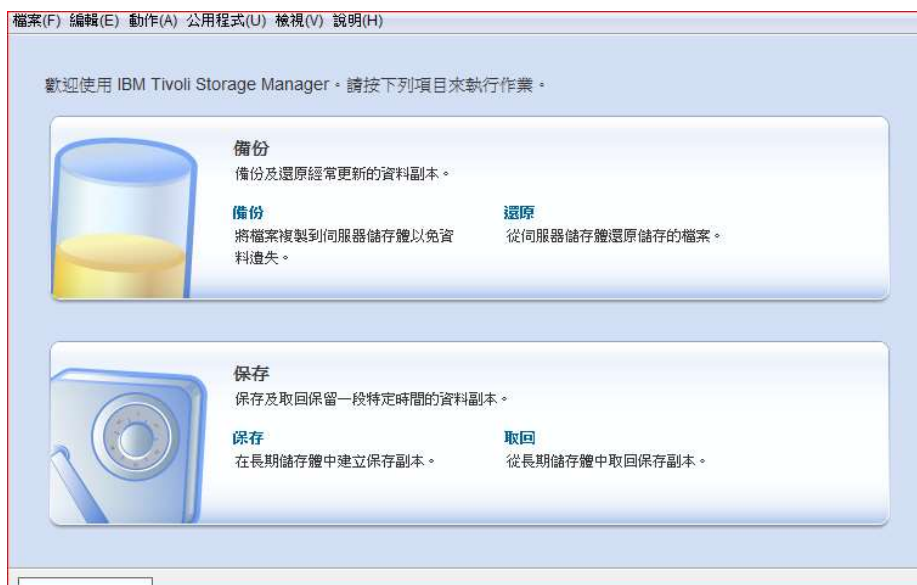 檔案(F) 編輯(E) 動作(A) 公用程式(U) 檢視(V) 說明(H)
歡迎使用 IBM Tivoli Storage Manager。請按下列項目來執行作業。
備份
備份及還原經常更新的資料副本。
備份
將檔案複製到伺服器儲存體以免資
料遺失。
還原
從伺服器儲存體還原儲存的檔案。
保存
保存及取回保留一段特定時間的資料副本。
保存
在長期儲存體中建立保存副本。
取回
從長期儲存體中取回保存副本。